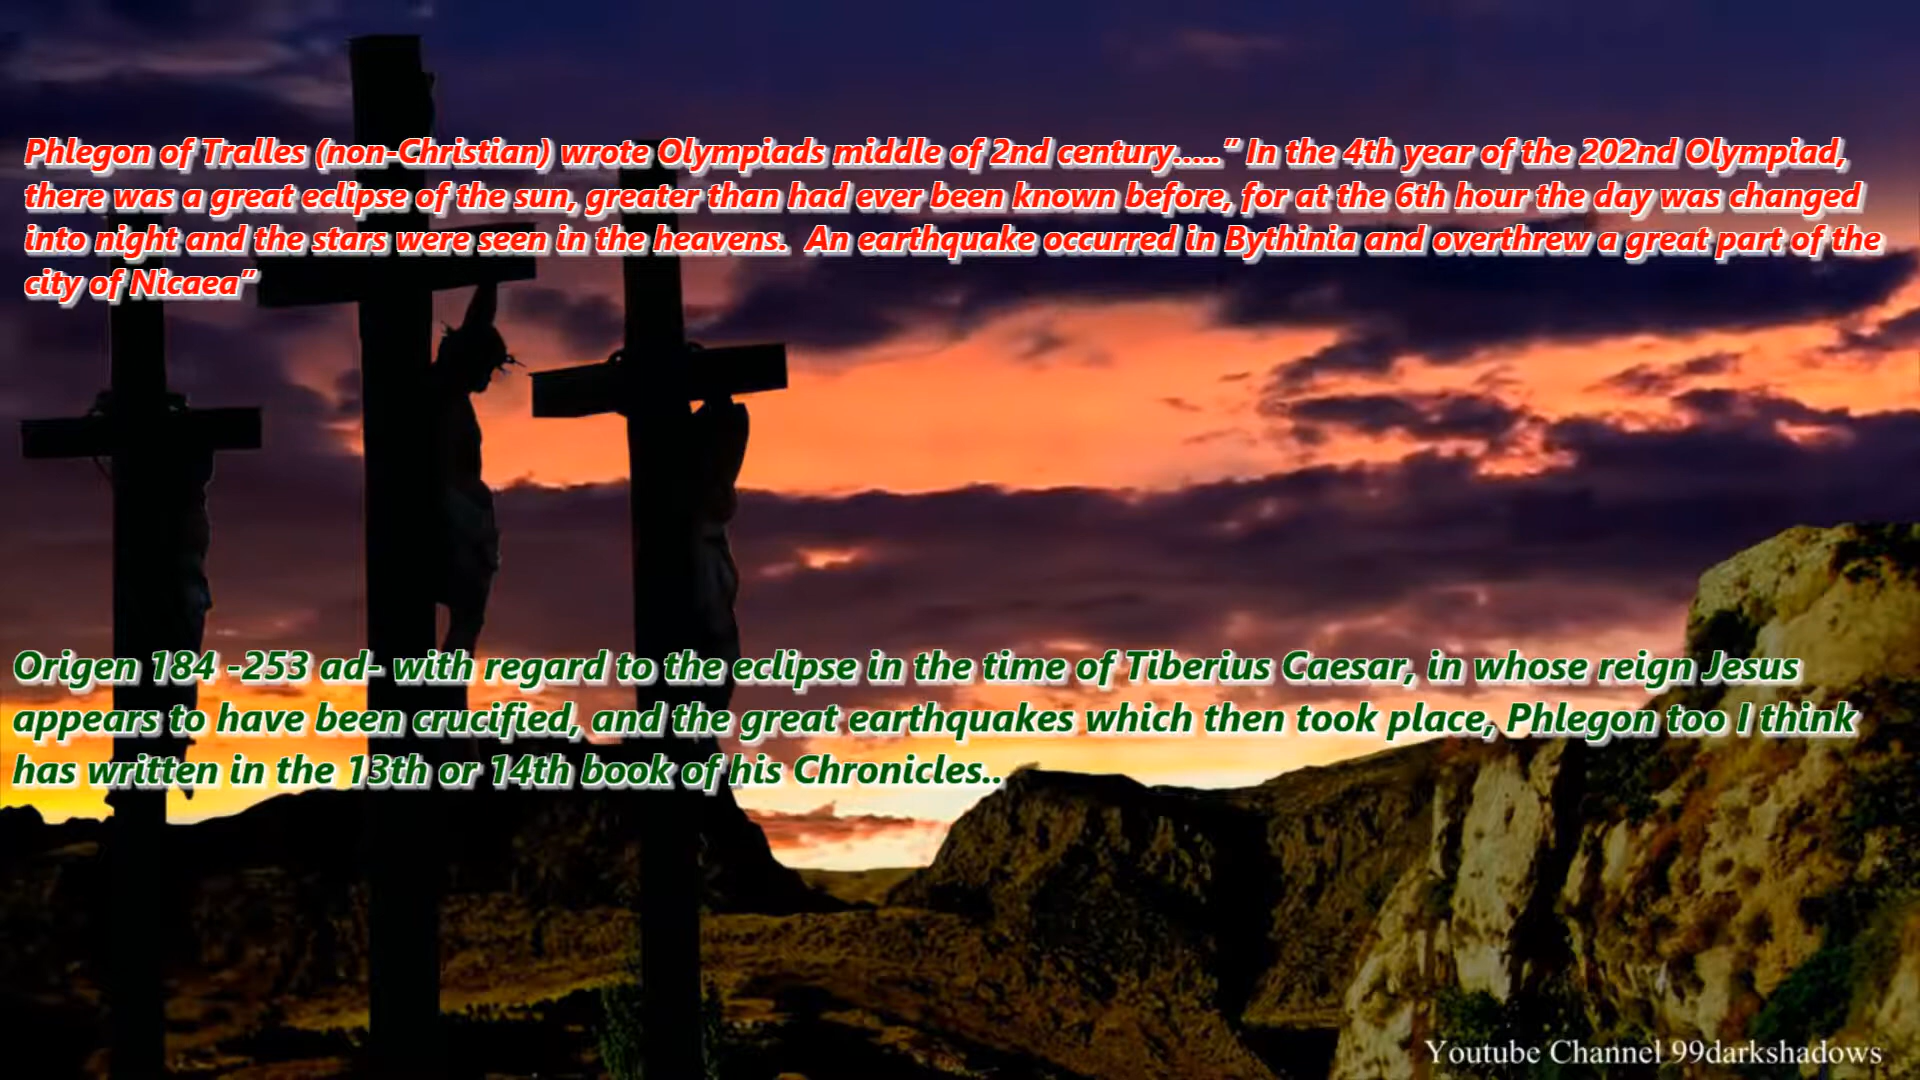 Phlegon of Tralles (non-Christian) wrote Olympiads middle of 2nd century.....” In the 4th year of the 202nd Olympiad,
there was a great eclipse of the sun, greater than had ever been known before, for at the 6th hour the day was changed
into night and the stars were seen in the heavens.  An earthquake occurred in Bythinia and overthrew a great part of the
city of Nicaea”
Origen 184 -253 ad- with regard to the eclipse in the time of Tiberius Caesar, in whose reign Jesus
appears to have been crucified, and the great earthquakes which then took place, Phlegon too I think
has written in the 13th or 14th book of his Chronicles..
Youtube Channel 99darkshadows